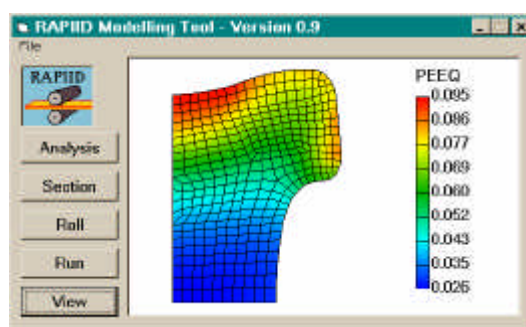 RAPIID Modelling Tool - Version 0.9
File
RAPIID
Analysis
Section
Roll
Run
View
PEEQ
0.095
0.086
0.077
0.069
0.060
0.052
0.043
0.035
0.026